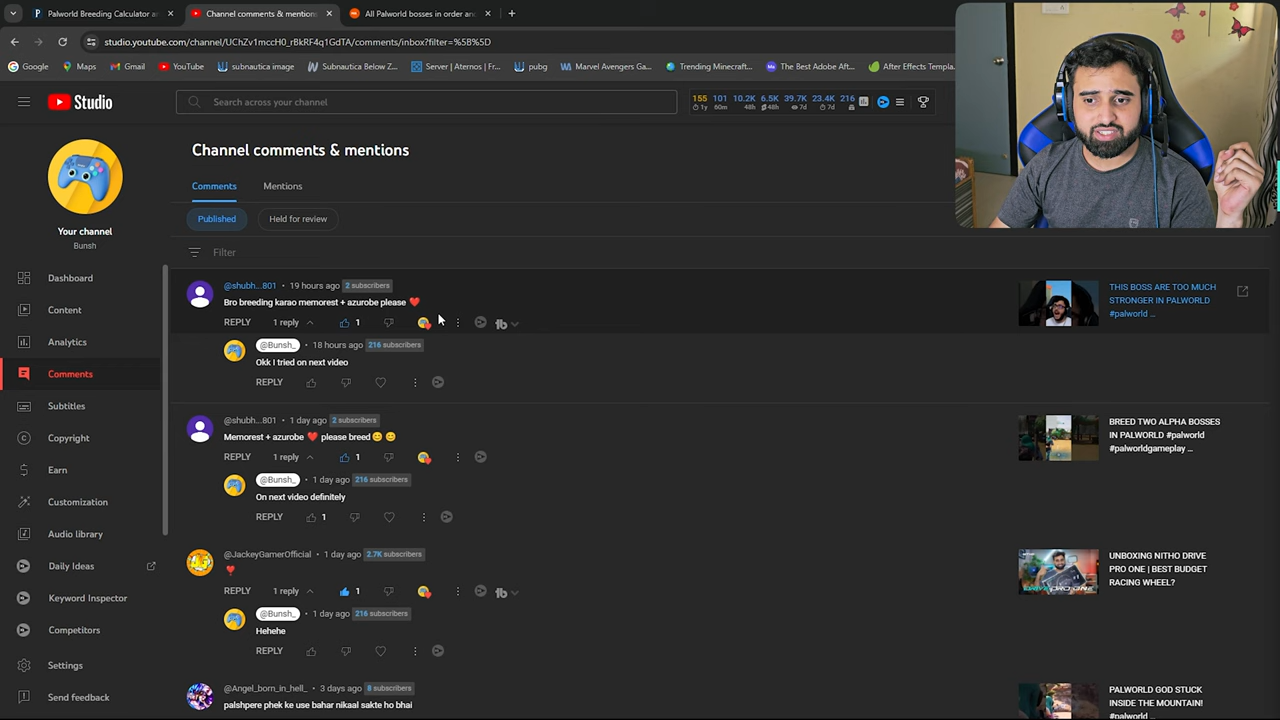 Palworld Breeding Calculator a
Channel comments & mentions
All Palworld bosses in order an
studio.youtube.com/channel/UChZv1mccH0_rBkRF4q1GdTA/comments/inbox?filter=%5B%5D
Google
Maps
Gmail
YouTube
subnautica image
Subnautica Below Z...
Server | Aternos | Fr...
pubg
Marvel Avengers Ga...
Trending Minecraft...
The Best Adobe Aft...
After Effects Templa...
Studio
Search across your channel
155 101 10.2K 6.5K 39.7K 23.4K 216
1y 60m 48h 48h 7d 7d
Channel comments & mentions
Comments Mentions
Published Held for review
Filter
Your channel
Bunsh
Dashboard
Content
Analytics
Comments
Subtitles
Copyright
Earn
Customization
Audio library
Daily Ideas
Keyword Inspector
Competitors
Settings
Send feedback
@shubh...801 • 19 hours ago 2 subscribers
Bro breeding karao memorest + azurobe please ❤️
REPLY 1 reply 1
tb
@Bunsh_ • 18 hours ago 216 subscribers
Okk I tried on next video
REPLY
THIS BOSS ARE TOO MUCH
STRONGER IN PALWORLD
#palworld ...
@shubh...801 • 1 day ago 2 subscribers
Memorest + azurobe ❤️ please breed😊😊
REPLY 1 reply 1
@Bunsh_ • 1 day ago 216 subscribers
On next video definitely
REPLY 1
BREED TWO ALPHA BOSSES
IN PALWORLD #palworld
#palworldgameplay ...
@JackeyGamerOfficial • 1 day ago 2.7K subscribers
❣️
REPLY 1 reply 1
tb
@Bunsh_ • 1 day ago 216 subscribers
Hehehe
REPLY
UNBOXING NITHO DRIVE
PRO ONE | BEST BUDGET
RACING WHEEL?
@Angel_born_in_hell_ • 3 days ago 8 subscribers
palshpere phek ke use bahar nikaal sakte ho bhai
PALWORLD GOD STUCK
INSIDE THE MOUNTAIN!
#palworld ...